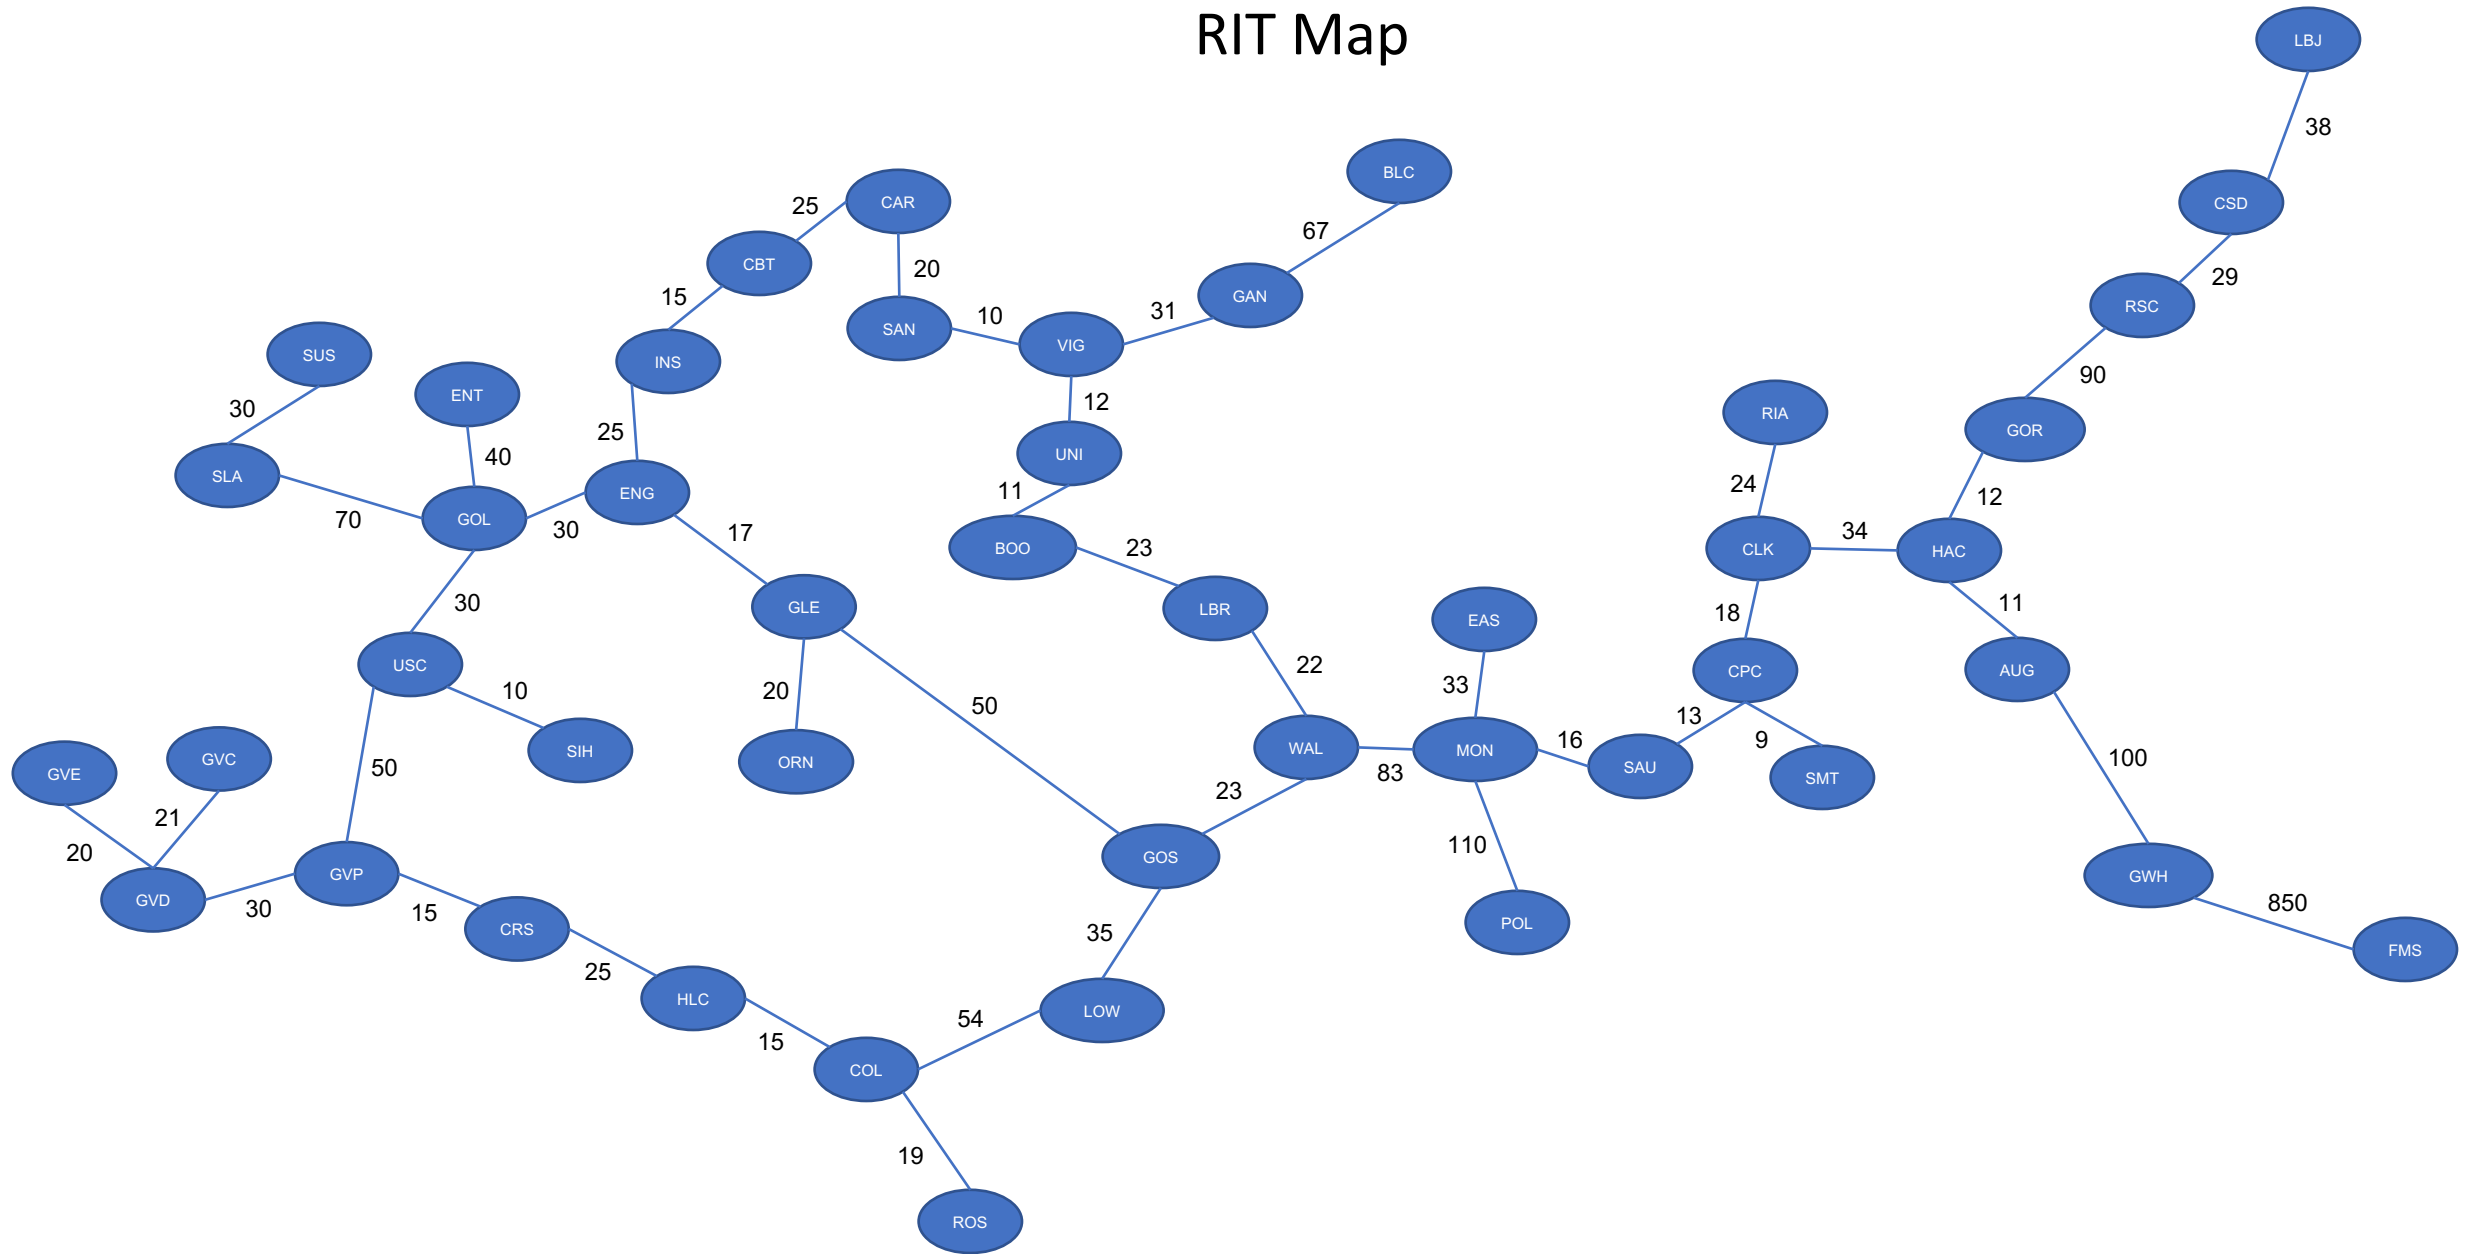 RIT Map
LBJ
38
BLC
CAR
CSD
25
67
CBT
20
29
GAN
RSC
15
10
31
SUS
VIG
SAN
INS
90
ENT
12
30
RIA
25
GOR
40
UNI
SLA
24
11
12
ENG
70
GOL
30
17
34
BOO
23
CLK
HAC
30
GLE
LBR
EAS
18
11
USC
22
CPC
AUG
10
20
33
50
SIH
13
16
9
WAL
MON
100
GVE
GVC
50
ORN
83
SAU
SMT
21
23
20
110
GOS
GVP
GWH
GVD
30
15
850
CRS
35
POL
FMS
25
HLC
54
LOW
15
COL
19
ROS